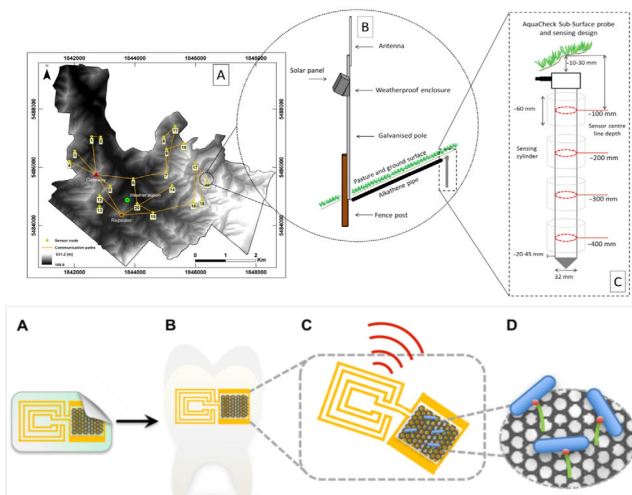 1842000 1844000 1846000 1848000
A
N
5488000
5486000
5484000
Gateway
Weather station
Repeater
Sensor node
Communication paths
0 1 2
Km
B
Antenna
Solar panel
Weatherproof enclosure
Galvanised pole
Pasture and ground surface
Alkathene pipe
Fence post
AquaCheck Sub-Surface probe
and sensing design
~10-30 mm
~60 mm
~100 mm
Sensor centre
line depth
Sensing
cylinder
~200 mm
~300 mm
~400 mm
~20-45 mm
32 mm
C
A
B
C
D